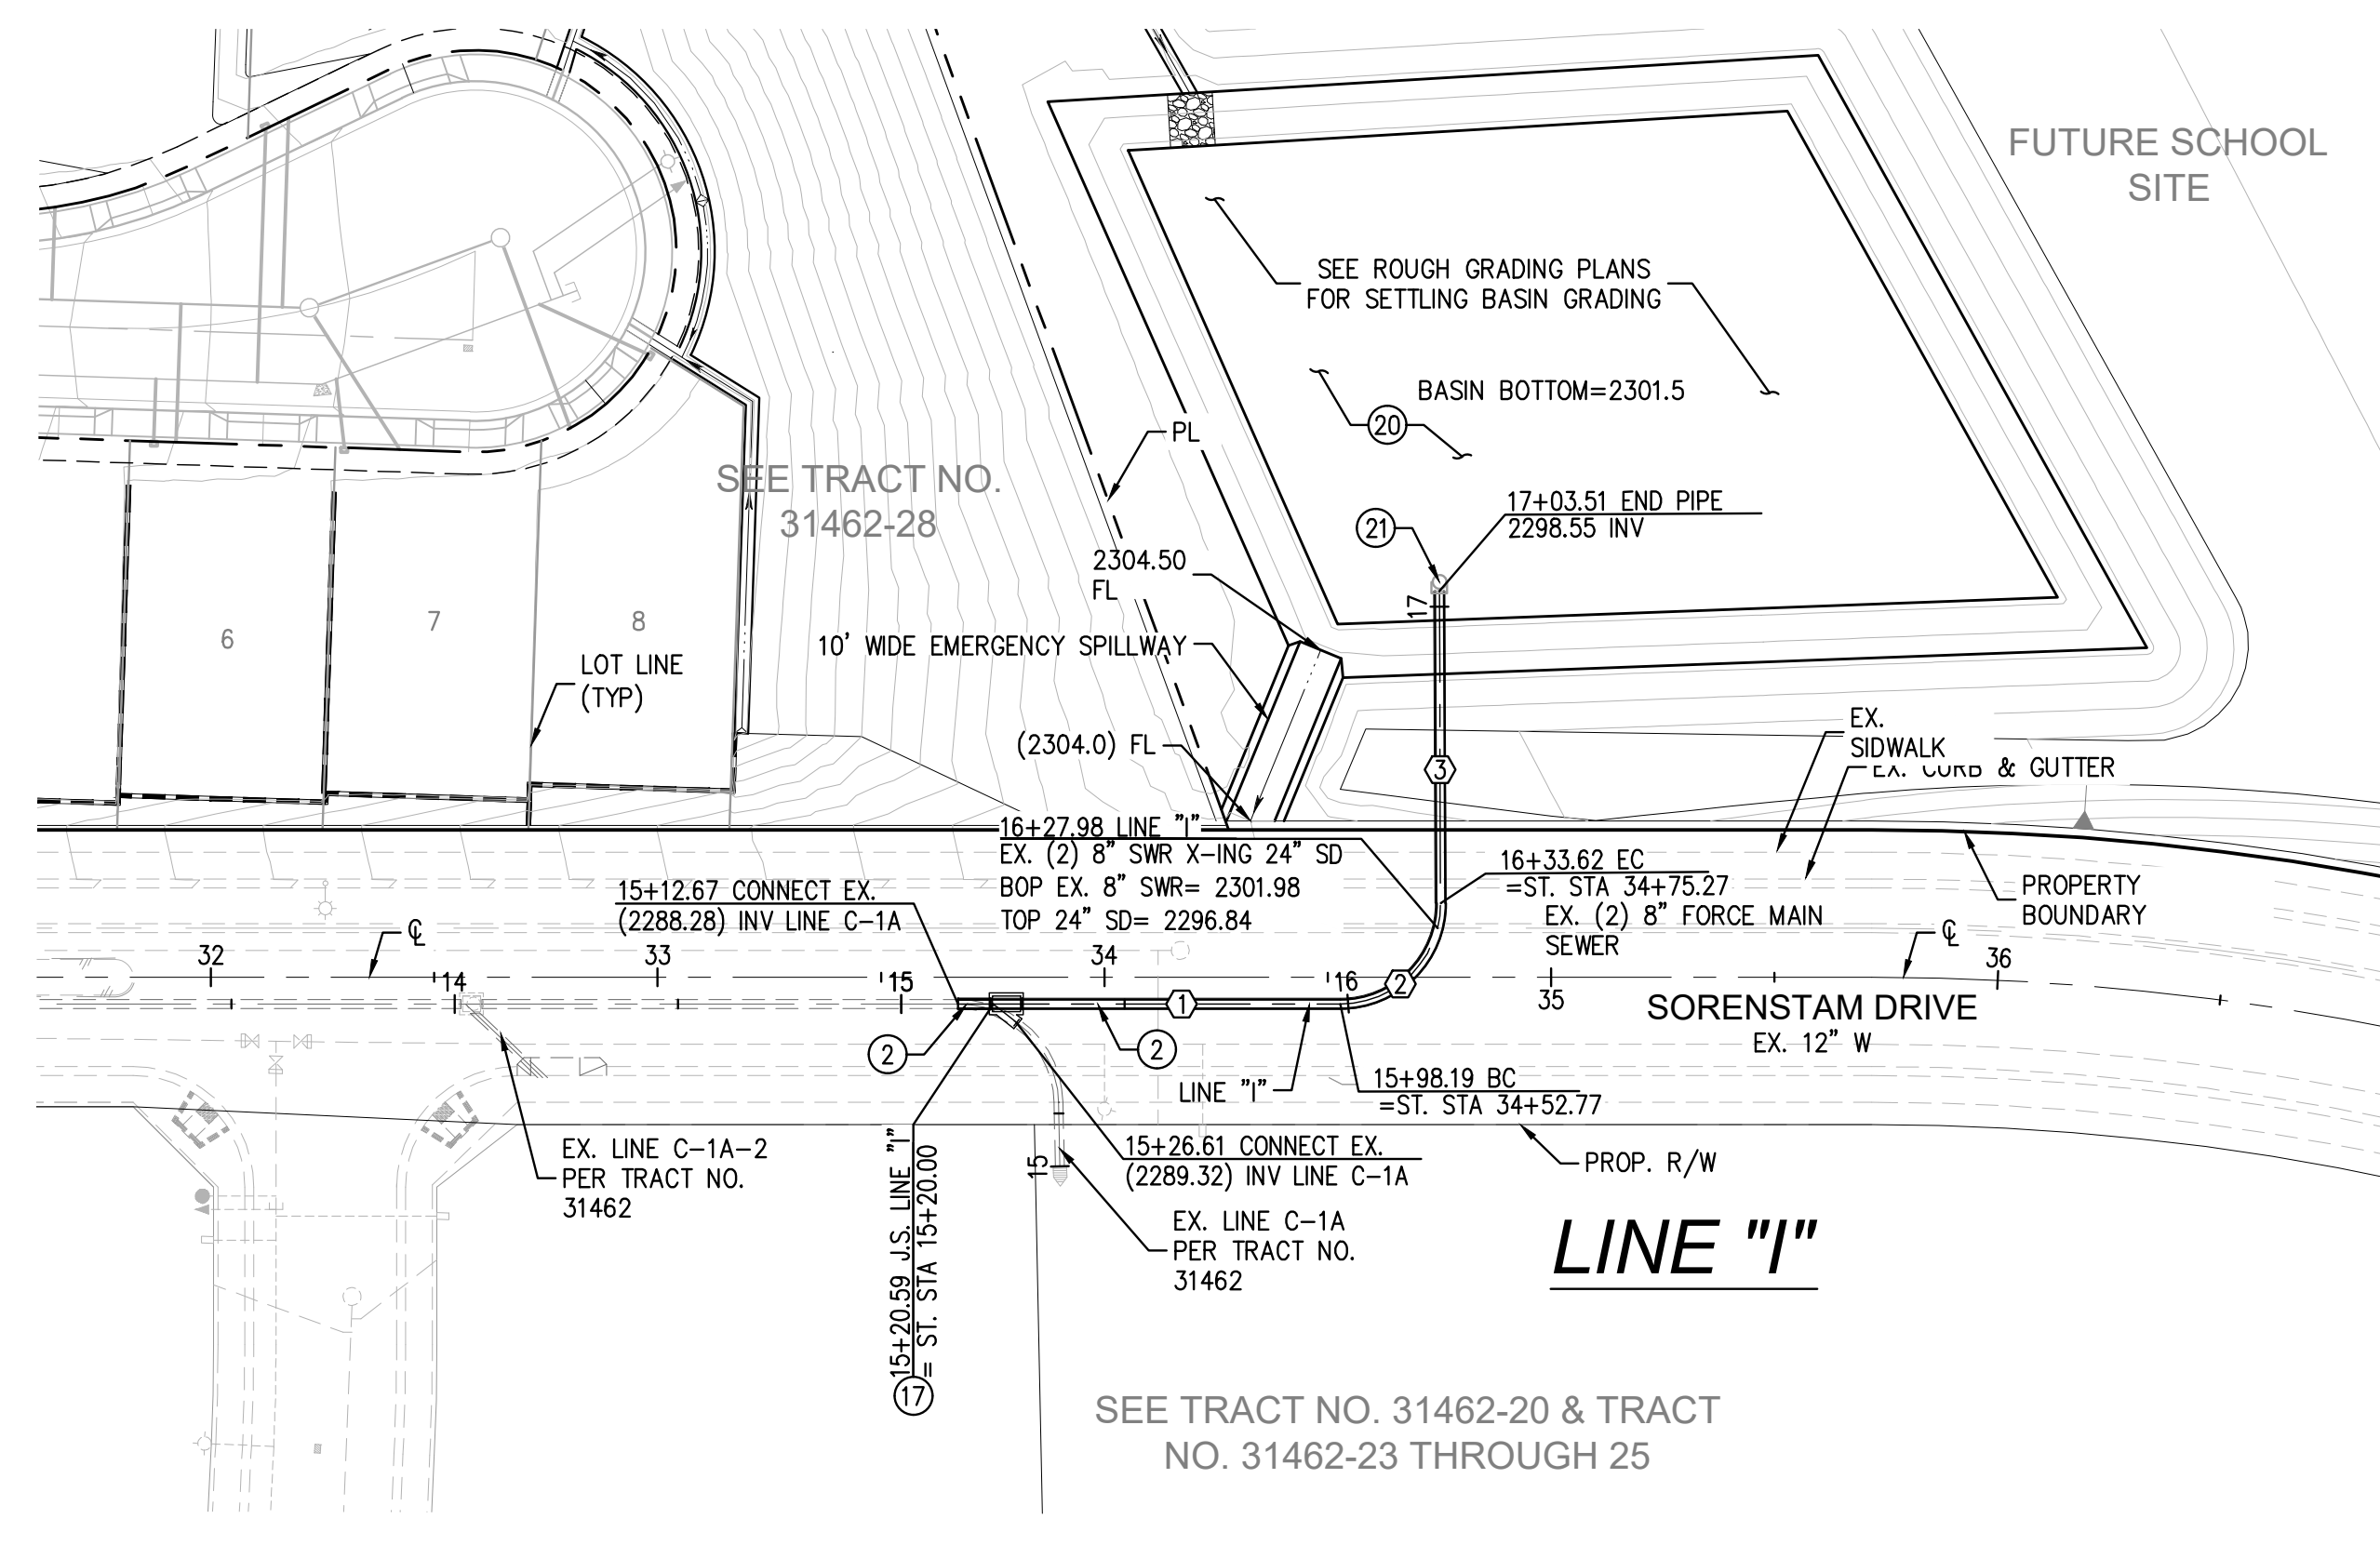 FUTURE SCHOOL
SITE
SEE ROUGH GRADING PLANS
FOR SETTLING BASIN GRADING
BASIN BOTTOM=2301.5
20
PL
SEE TRACT NO.
31462-28
17+03.51 END PIPE
2298.55 INV
21
17
2304.50
FL
10' WIDE EMERGENCY SPILLWAY
6
7
8
LOT LINE
(TYP)
(2304.0) FL
3
EX.
SIDWALK
EX. CURB & GUTTER
16+27.98 LINE "I"
EX. (2) 8" SWR X-ING 24" SD
BOP EX. 8" SWR= 2301.98
TOP 24" SD= 2296.84
15+12.67 CONNECT EX.
(2288.28) INV LINE C-1A
16+33.62 EC
=ST. STA 34+75.27
EX. (2) 8" FORCE MAIN
SEWER
PROPERTY
BOUNDARY
℄
℄
32
33
34
35
36
14
15
16
1
2
SORENSTAM DRIVE
EX. 12" W
2
2
LINE "I"
15+98.19 BC
=ST. STA 34+52.77
EX. LINE C-1A-2
PER TRACT NO.
31462
15+20.59 J.S. LINE "I"
= ST. STA 15+20.00
17
15
15+26.61 CONNECT EX.
(2289.32) INV LINE C-1A
EX. LINE C-1A
PER TRACT NO.
31462
PROP. R/W
LINE "I"
SEE TRACT NO. 31462-20 & TRACT
NO. 31462-23 THROUGH 25